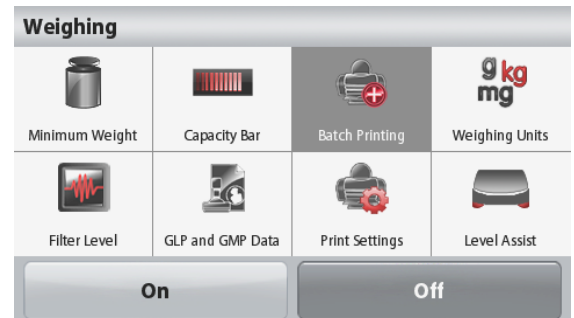 Weighing
g kg
mg
Minimum Weight
Capacity Bar
Batch Printing
Weighing Units
Filter Level
GLP and GMP Data
Print Settings
Level Assist
On
Off